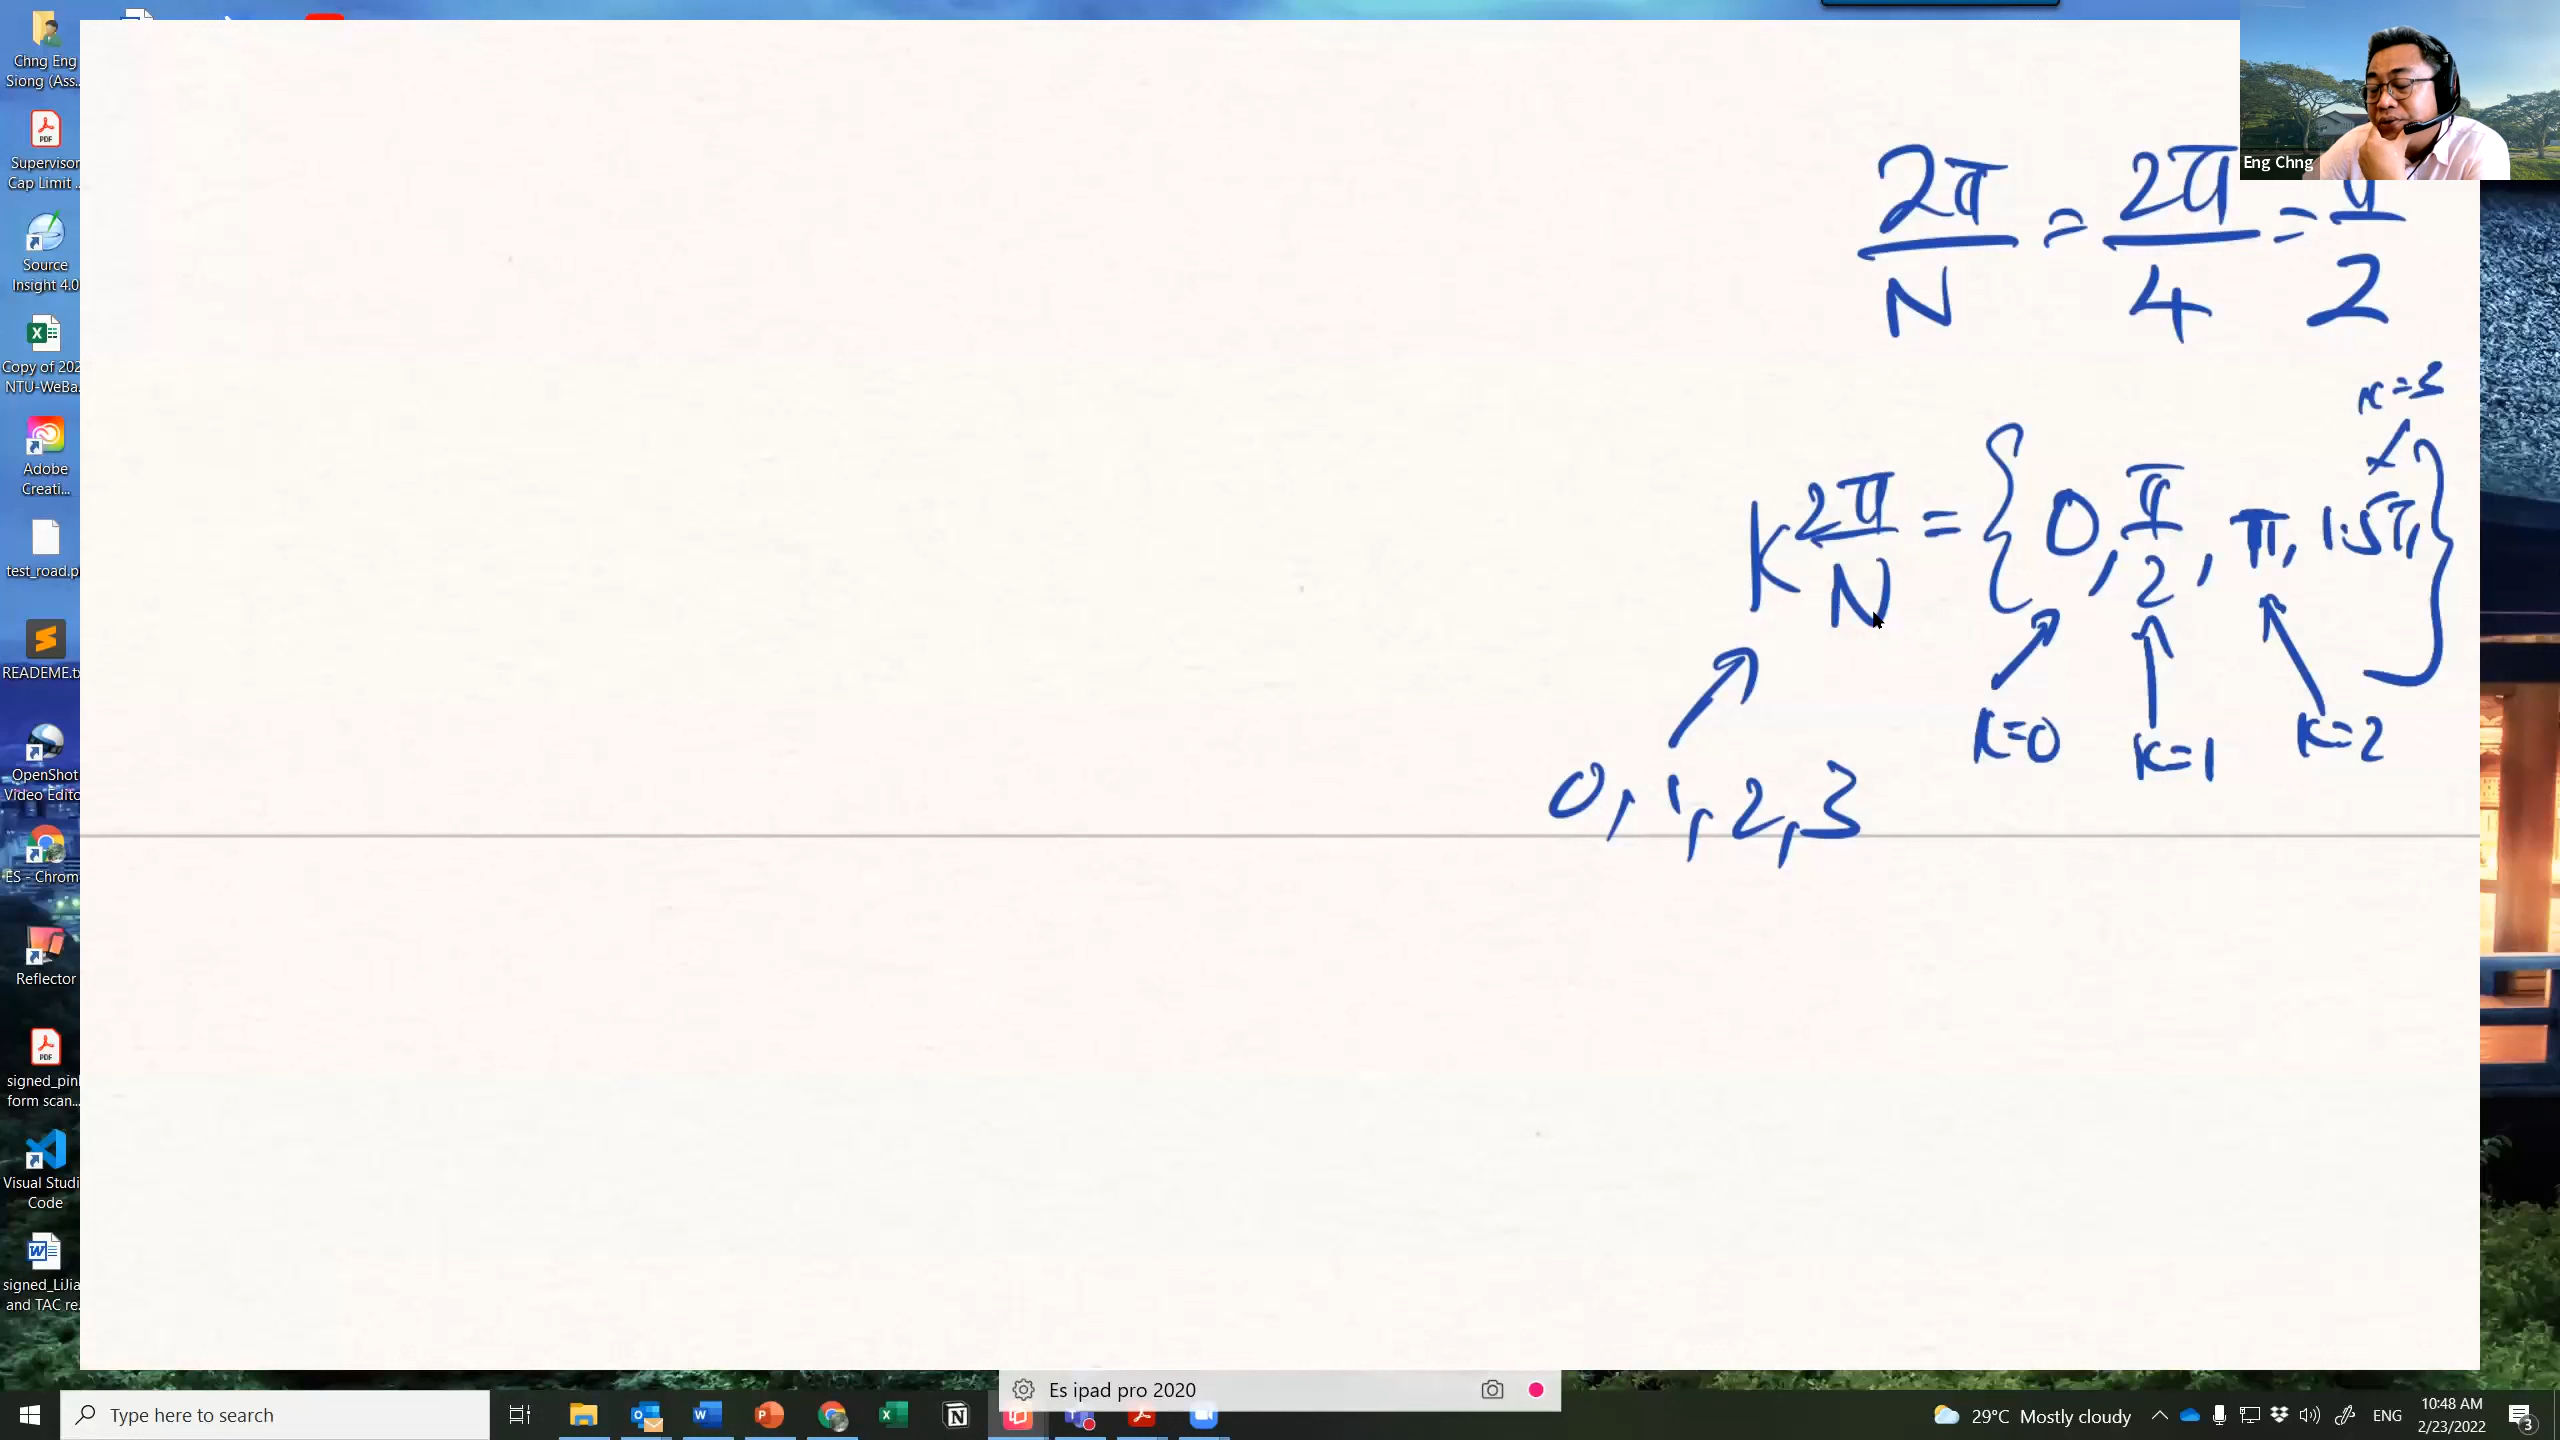 Chng Eng
Siong (Ass...
Supervisor
Cap Limit ...
Source
Insight 4.0
Copy of 202
NTU-WeBa...
Adobe
Creati...
test_road.p
READEME.tx
OpenShot
Video Edito
ES - Chrom
Reflector
signed_pinl
form scan...
Visual Studi
Code
signed_LiJia
and TAC re...
Eng Chng
2π/N = 2π/4 = π/2
K=3
K 2π/N = { 0, π/2, π, 1.5π, }
K=0 K=1 K=2
0, 1, 2, 3
Es ipad pro 2020
Type here to search
29°C Mostly cloudy
ENG
10:48 AM
2/23/2022
3